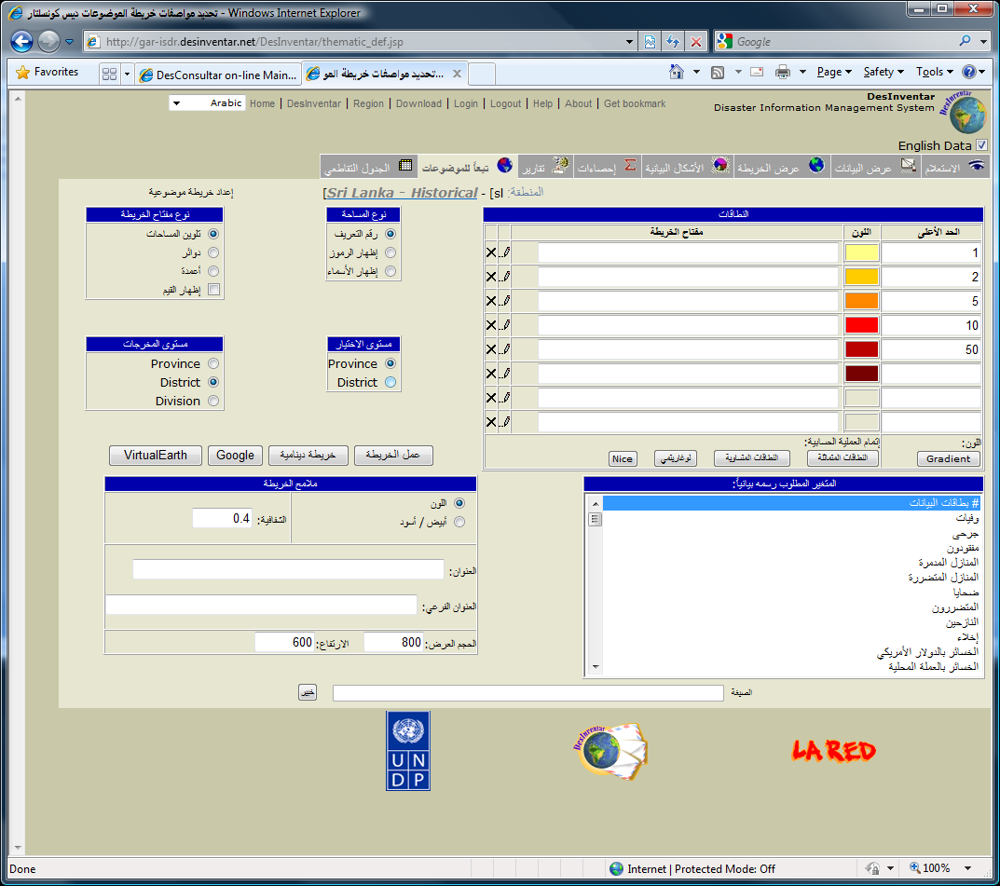 تحديد مواصفات خريطة الموضوعات ديس كونسلتار - Windows Internet Explorer
http://gar-isdr.desinventar.net/DesInventar/thematic_def.jsp
Google
Favorites
DesConsultar on-line Main...
تحديد مواصفات خريطة المو...
Page
Safety
Tools
Arabic
Home | DesInventar | Region | Download | Login | Logout | Help | About | Get bookmark
DesInventar
Disaster Information Management System
DesInventar
English Data
الاستعلام
عرض البيانات
عرض الخريطة
الأشكال البيانية
إحصاءات
تقارير
تبعاً للموضوعات
الجدول التقاطعي
المنطقة: [Sri Lanka - Historical - [sl
إعداد خريطة موضوعية
النطاقات
الحد الأعلى
اللون
مفتاح الخريطة
1
2
5
10
50
اللون:
إتمام العملية الحسابية:
Gradient
النطاقات المتماثلة
النطاقات المتساوية
لوغاريتمي
Nice
نوع المساحة
رقم التعريف
إظهار الرموز
إظهار الأسماء
نوع مفتاح الخريطة
تلوين المساحات
دوائر
أعمدة
إظهار القيم
مستوى الاختيار
Province
District
مستوى المخرجات
Province
District
Division
عمل الخريطة
خريطة دينامية
Google
VirtualEarth
المتغير المطلوب رسمه بيانياً:
# بطاقات البيانات
وفيات
جرحى
مفقودون
المنازل المدمرة
المنازل المتضررة
ضحايا
المتضررون
النازحين
إخلاء
الخسائر بالدولار الأمريكي
الخسائر بالعملة المحلية
ملامح الخريطة
اللون
أبيض / أسود
الشفافية: 0.4
العنوان:
العنوان الفرعي:
الحجم العرض: 800
الارتفاع: 600
الصيغة
خبير
UN
DP
DesInventar
LA RED
Done
Internet | Protected Mode: Off
100%